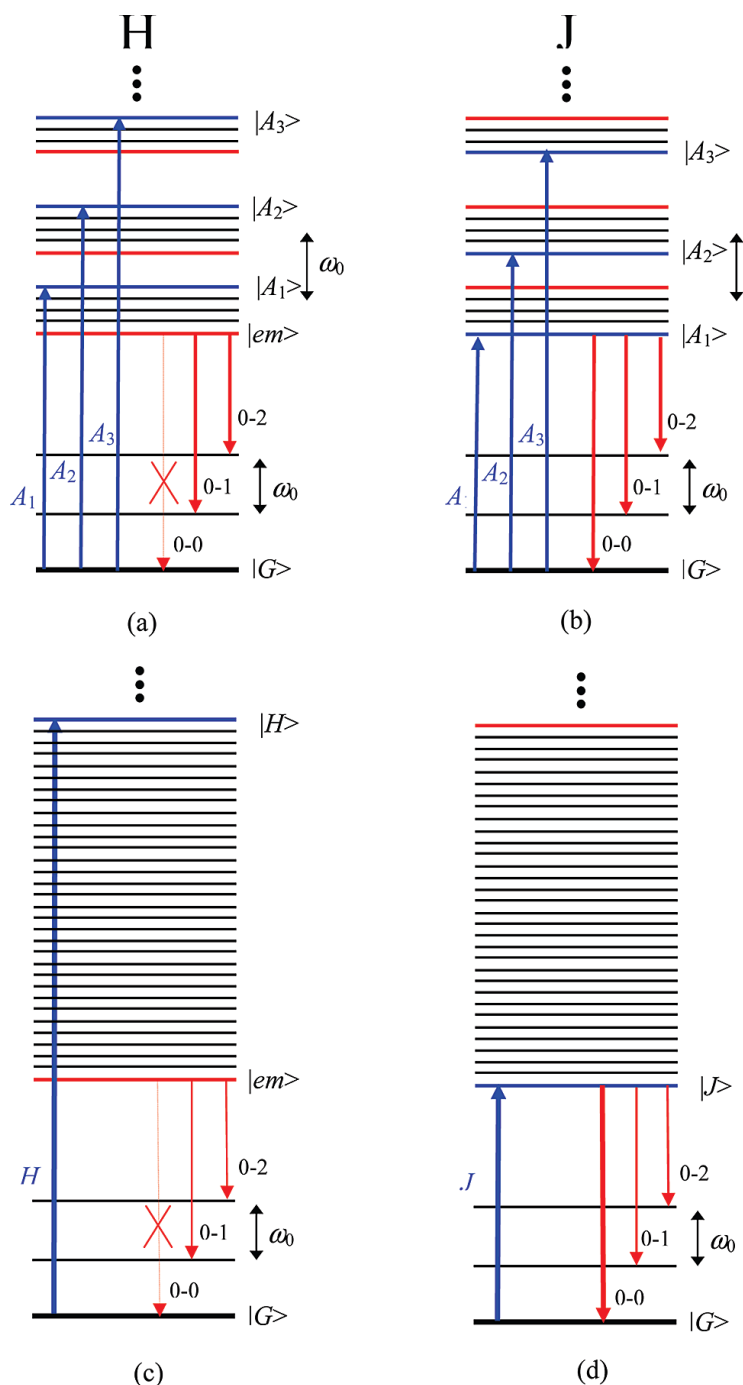 H
J
|A3>
|A3>
|A2>
|A2>
ω0
|A1>
|em>
|A1>
0-2
0-2
A3
A3
A2
A2
A1
A
0-1
ω0
0-1
ω0
0-0
0-0
|G>
|G>
(a)
(b)
|H>
|em>
|J>
H
0-2
J
0-2
0-1
ω0
0-1
ω0
0-0
0-0
|G>
|G>
(c)
(d)